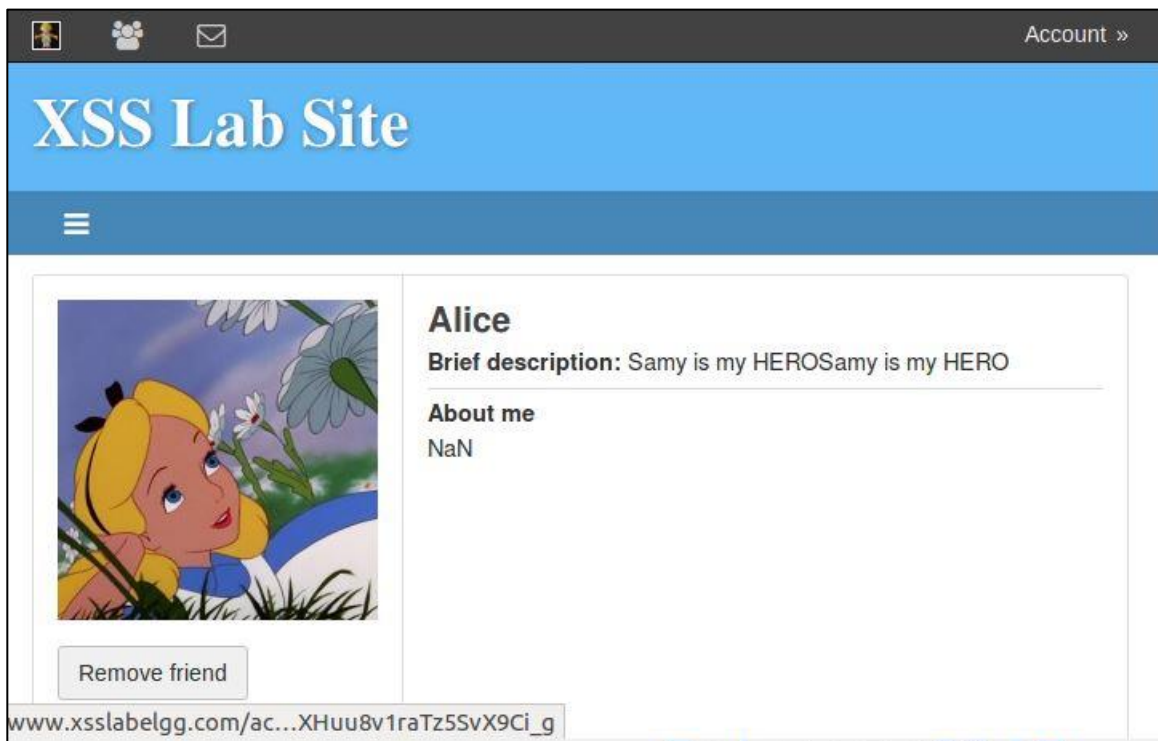 Account »
XSS Lab Site
Alice
Brief description: Samy is my HEROSamy is my HERO
About me
NaN
Remove friend
www.xsslabelgg.com/ac...XHuu8v1raTz5SvX9Ci_g